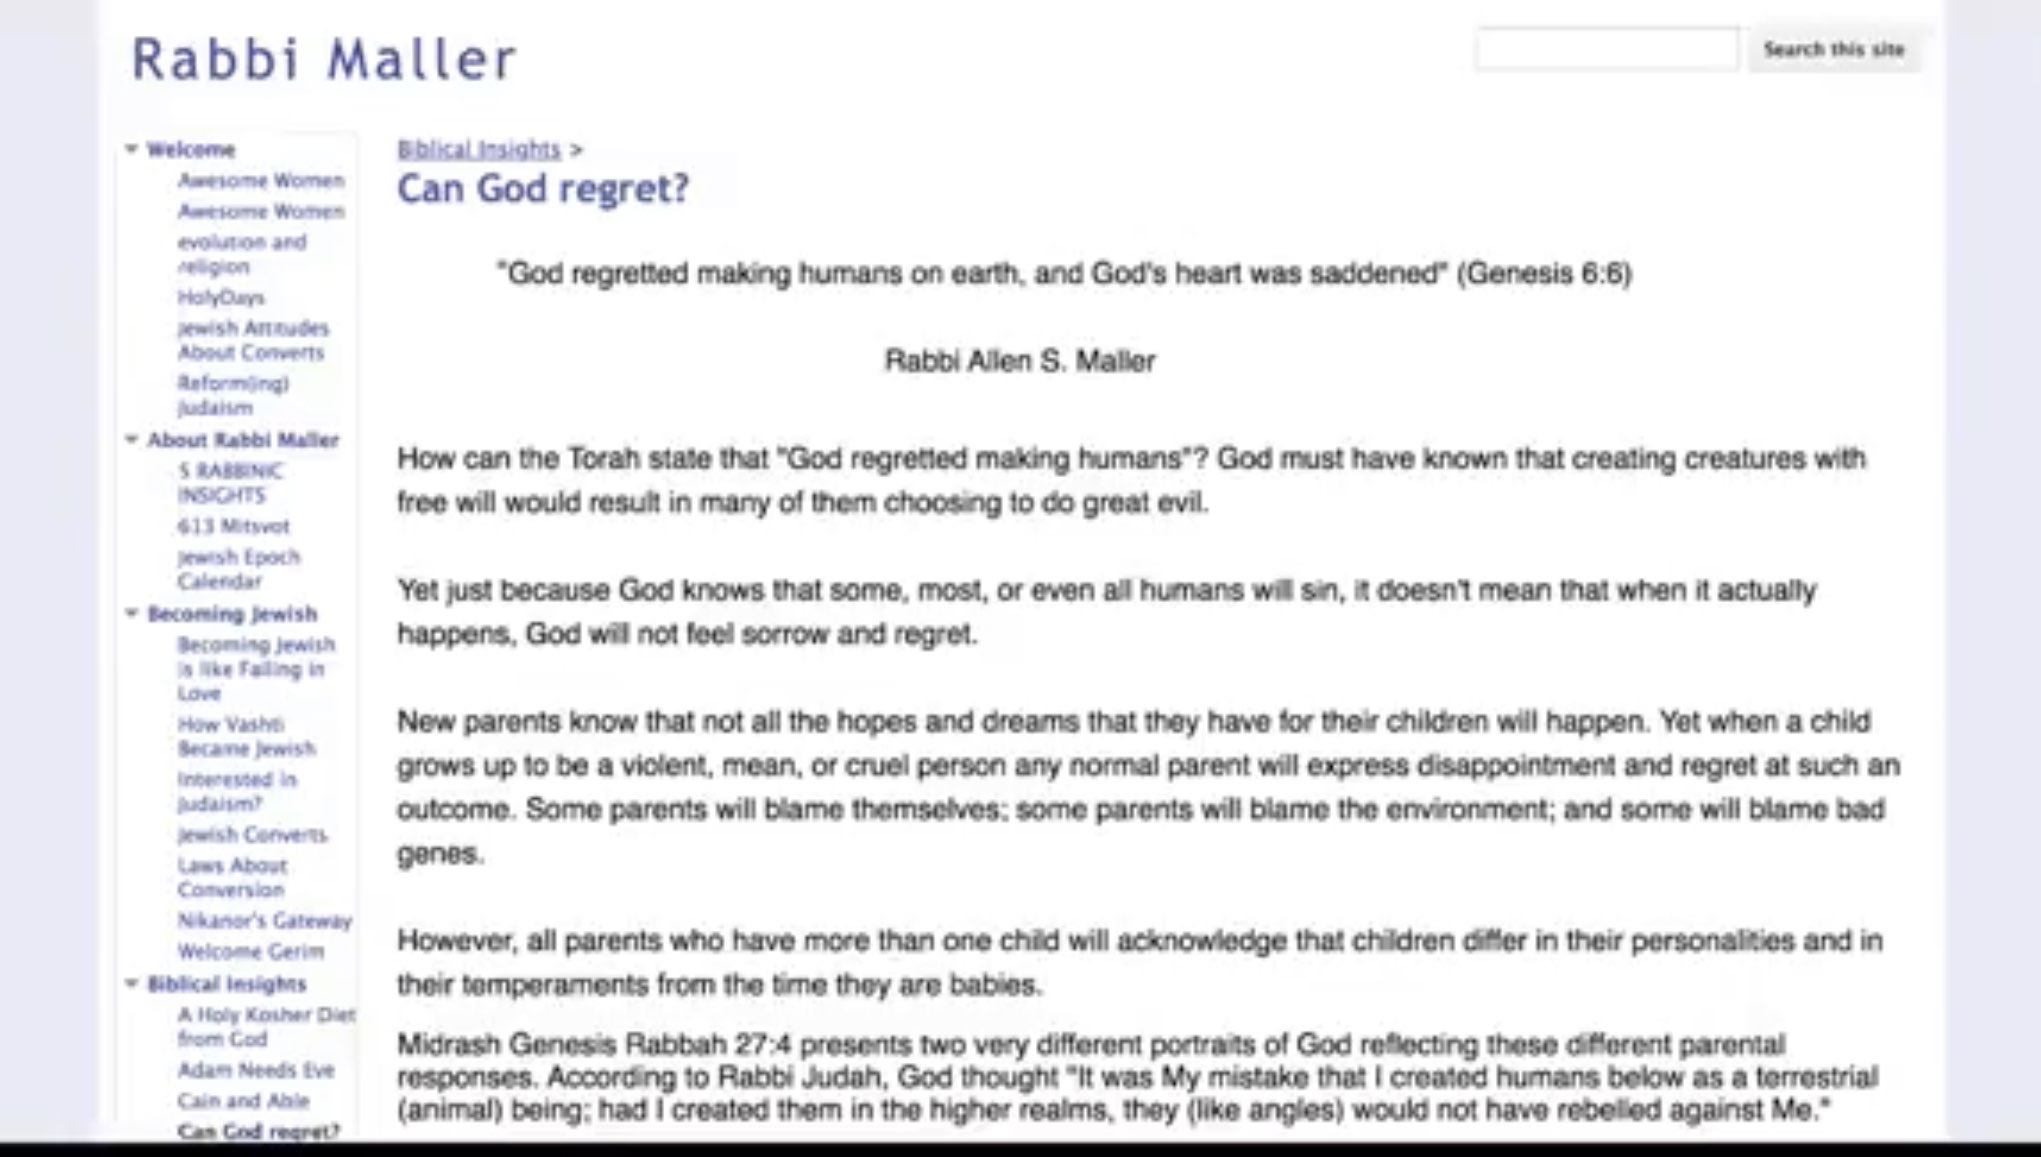 Rabbi Maller
Search this site
Welcome
Awesome Women
Awesome Women
evolution and
religion
HolyDays
Jewish Attitudes
About Converts
Reform(ing)
Judaism
About Rabbi Maller
5 RABBINIC
INSIGHTS
613 Mitsvot
Jewish Epoch
Calendar
Becoming Jewish
Becoming Jewish
is like Falling in
Love
How Vashti
Became Jewish
Interested in
Judaism?
Jewish Converts
Laws About
Conversion
Nikanor's Gateway
Welcome Gerim
Biblical Insights
A Holy Kosher Diet
from God
Adam Needs Eve
Cain and Able
Can God regret?
Biblical Insights >
Can God regret?
"God regretted making humans on earth, and God's heart was saddened" (Genesis 6:6)
Rabbi Allen S. Maller
How can the Torah state that "God regretted making humans"? God must have known that creating creatures with
free will would result in many of them choosing to do great evil.
Yet just because God knows that some, most, or even all humans will sin, it doesn't mean that when it actually
happens, God will not feel sorrow and regret.
New parents know that not all the hopes and dreams that they have for their children will happen. Yet when a child
grows up to be a violent, mean, or cruel person any normal parent will express disappointment and regret at such an
outcome. Some parents will blame themselves; some parents will blame the environment; and some will blame bad
genes.
However, all parents who have more than one child will acknowledge that children differ in their personalities and in
their temperaments from the time they are babies.
Midrash Genesis Rabbah 27:4 presents two very different portraits of God reflecting these different parental
responses. According to Rabbi Judah, God thought "It was My mistake that I created humans below as a terrestrial
(animal) being; had I created them in the higher realms, they (like angles) would not have rebelled against Me."